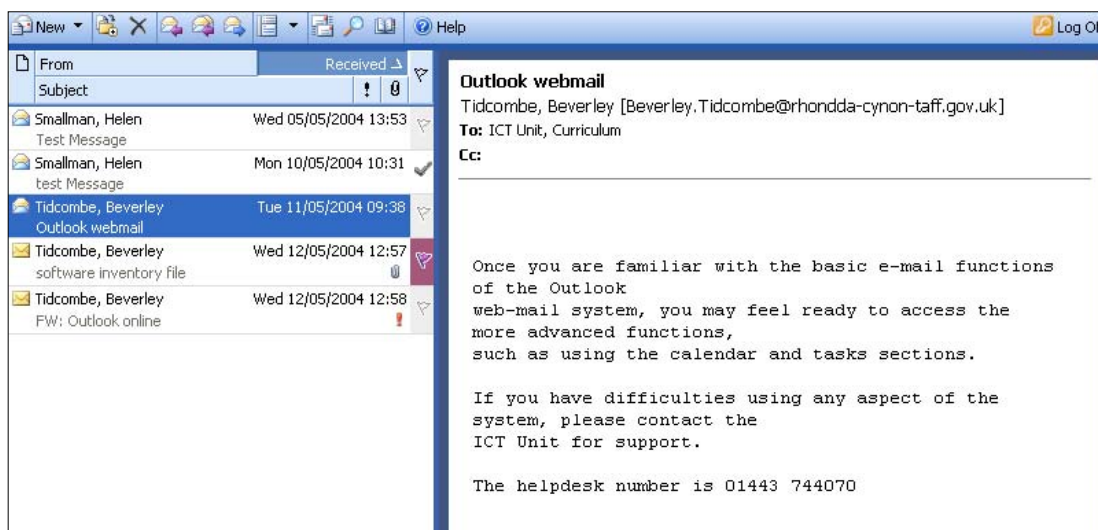 New Help Log Of
From Received
Subject
Smallman, Helen Wed 05/05/2004 13:53
Test Message
Smallman, Helen Mon 10/05/2004 10:31
test Message
Tidcombe, Beverley Tue 11/05/2004 09:38
Outlook webmail
Tidcombe, Beverley Wed 12/05/2004 12:57
software inventory file
Tidcombe, Beverley Wed 12/05/2004 12:58
FW: Outlook online
Outlook webmail
Tidcombe, Beverley [Beverley.Tidcombe@rhondda-cynon-taff.gov.uk]
To: ICT Unit, Curriculum
Cc:
Once you are familiar with the basic e-mail functions
of the Outlook
web-mail system, you may feel ready to access the
more advanced functions,
such as using the calendar and tasks sections.
If you have difficulties using any aspect of the
system, please contact the
ICT Unit for support.
The helpdesk number is 01443 744070